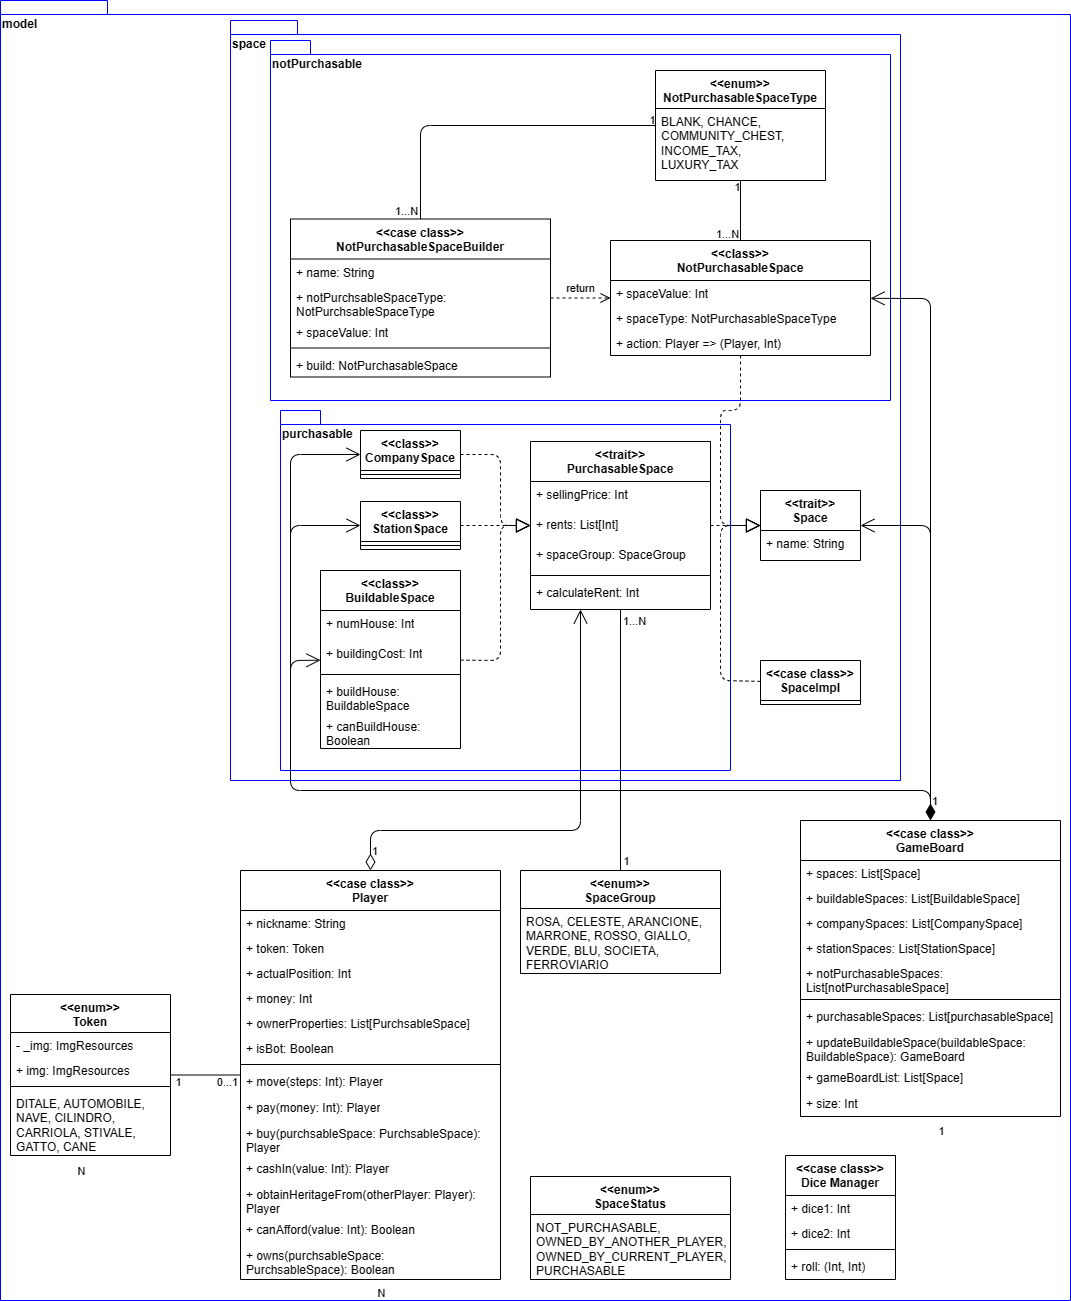 model
space
notPurchasable
<<enum>>
NotPurchasableSpaceType
BLANK, CHANCE,
COMMUNITY_CHEST,
INCOME_TAX,
LUXURY_TAX
1
1
1...N
1...N
<<case class>>
NotPurchasableSpaceBuilder
+ name: String
+ notPurchsableSpaceType:
NotPurchsableSpaceType
+ spaceValue: Int
+ build: NotPurchasableSpace
return
<<class>>
NotPurchasableSpace
+ spaceValue: Int
+ spaceType: NotPurchasableSpaceType
+ action: Player => (Player, Int)
purchasable
<<class>>
CompanySpace
<<class>>
StationSpace
<<class>>
BuildableSpace
+ numHouse: Int
+ buildingCost: Int
+ buildHouse:
BuildableSpace
+ canBuildHouse:
Boolean
<<trait>>
PurchasableSpace
+ sellingPrice: Int
+ rents: List[Int]
+ spaceGroup: SpaceGroup
+ calculateRent: Int
1...N
<<trait>>
Space
+ name: String
<<case class>>
SpaceImpl
1
1
1
<<case class>>
Player
+ nickname: String
+ token: Token
+ actualPosition: Int
+ money: Int
+ ownerProperties: List[PurchsableSpace]
+ isBot: Boolean
+ move(steps: Int): Player
+ pay(money: Int): Player
+ buy(purchsableSpace: PurchsableSpace):
Player
+ cashIn(value: Int): Player
+ obtainHeritageFrom(otherPlayer: Player):
Player
+ canAfford(value: Int): Boolean
+ owns(purchsableSpace:
PurchsableSpace): Boolean
N
<<enum>>
SpaceGroup
ROSA, CELESTE, ARANCIONE,
MARRONE, ROSSO, GIALLO,
VERDE, BLU, SOCIETA,
FERROVIARIO
<<case class>>
GameBoard
+ spaces: List[Space]
+ buildableSpaces: List[BuildableSpace]
+ companySpaces: List[CompanySpace]
+ stationSpaces: List[StationSpace]
+ notPurchasableSpaces:
List[notPurchasableSpace]
+ purchasableSpaces: List[purchasableSpace]
+ updateBuildableSpace(buildableSpace:
BuildableSpace): GameBoard
+ gameBoardList: List[Space]
+ size: Int
1
<<enum>>
Token
- _img: ImgResources
+ img: ImgResources
DITALE, AUTOMOBILE,
NAVE, CILINDRO,
CARRIOLA, STIVALE,
GATTO, CANE
N
1
0...1
<<enum>>
SpaceStatus
NOT_PURCHASABLE,
OWNED_BY_ANOTHER_PLAYER,
OWNED_BY_CURRENT_PLAYER,
PURCHASABLE
<<case class>>
Dice Manager
+ dice1: Int
+ dice2: Int
+ roll: (Int, Int)